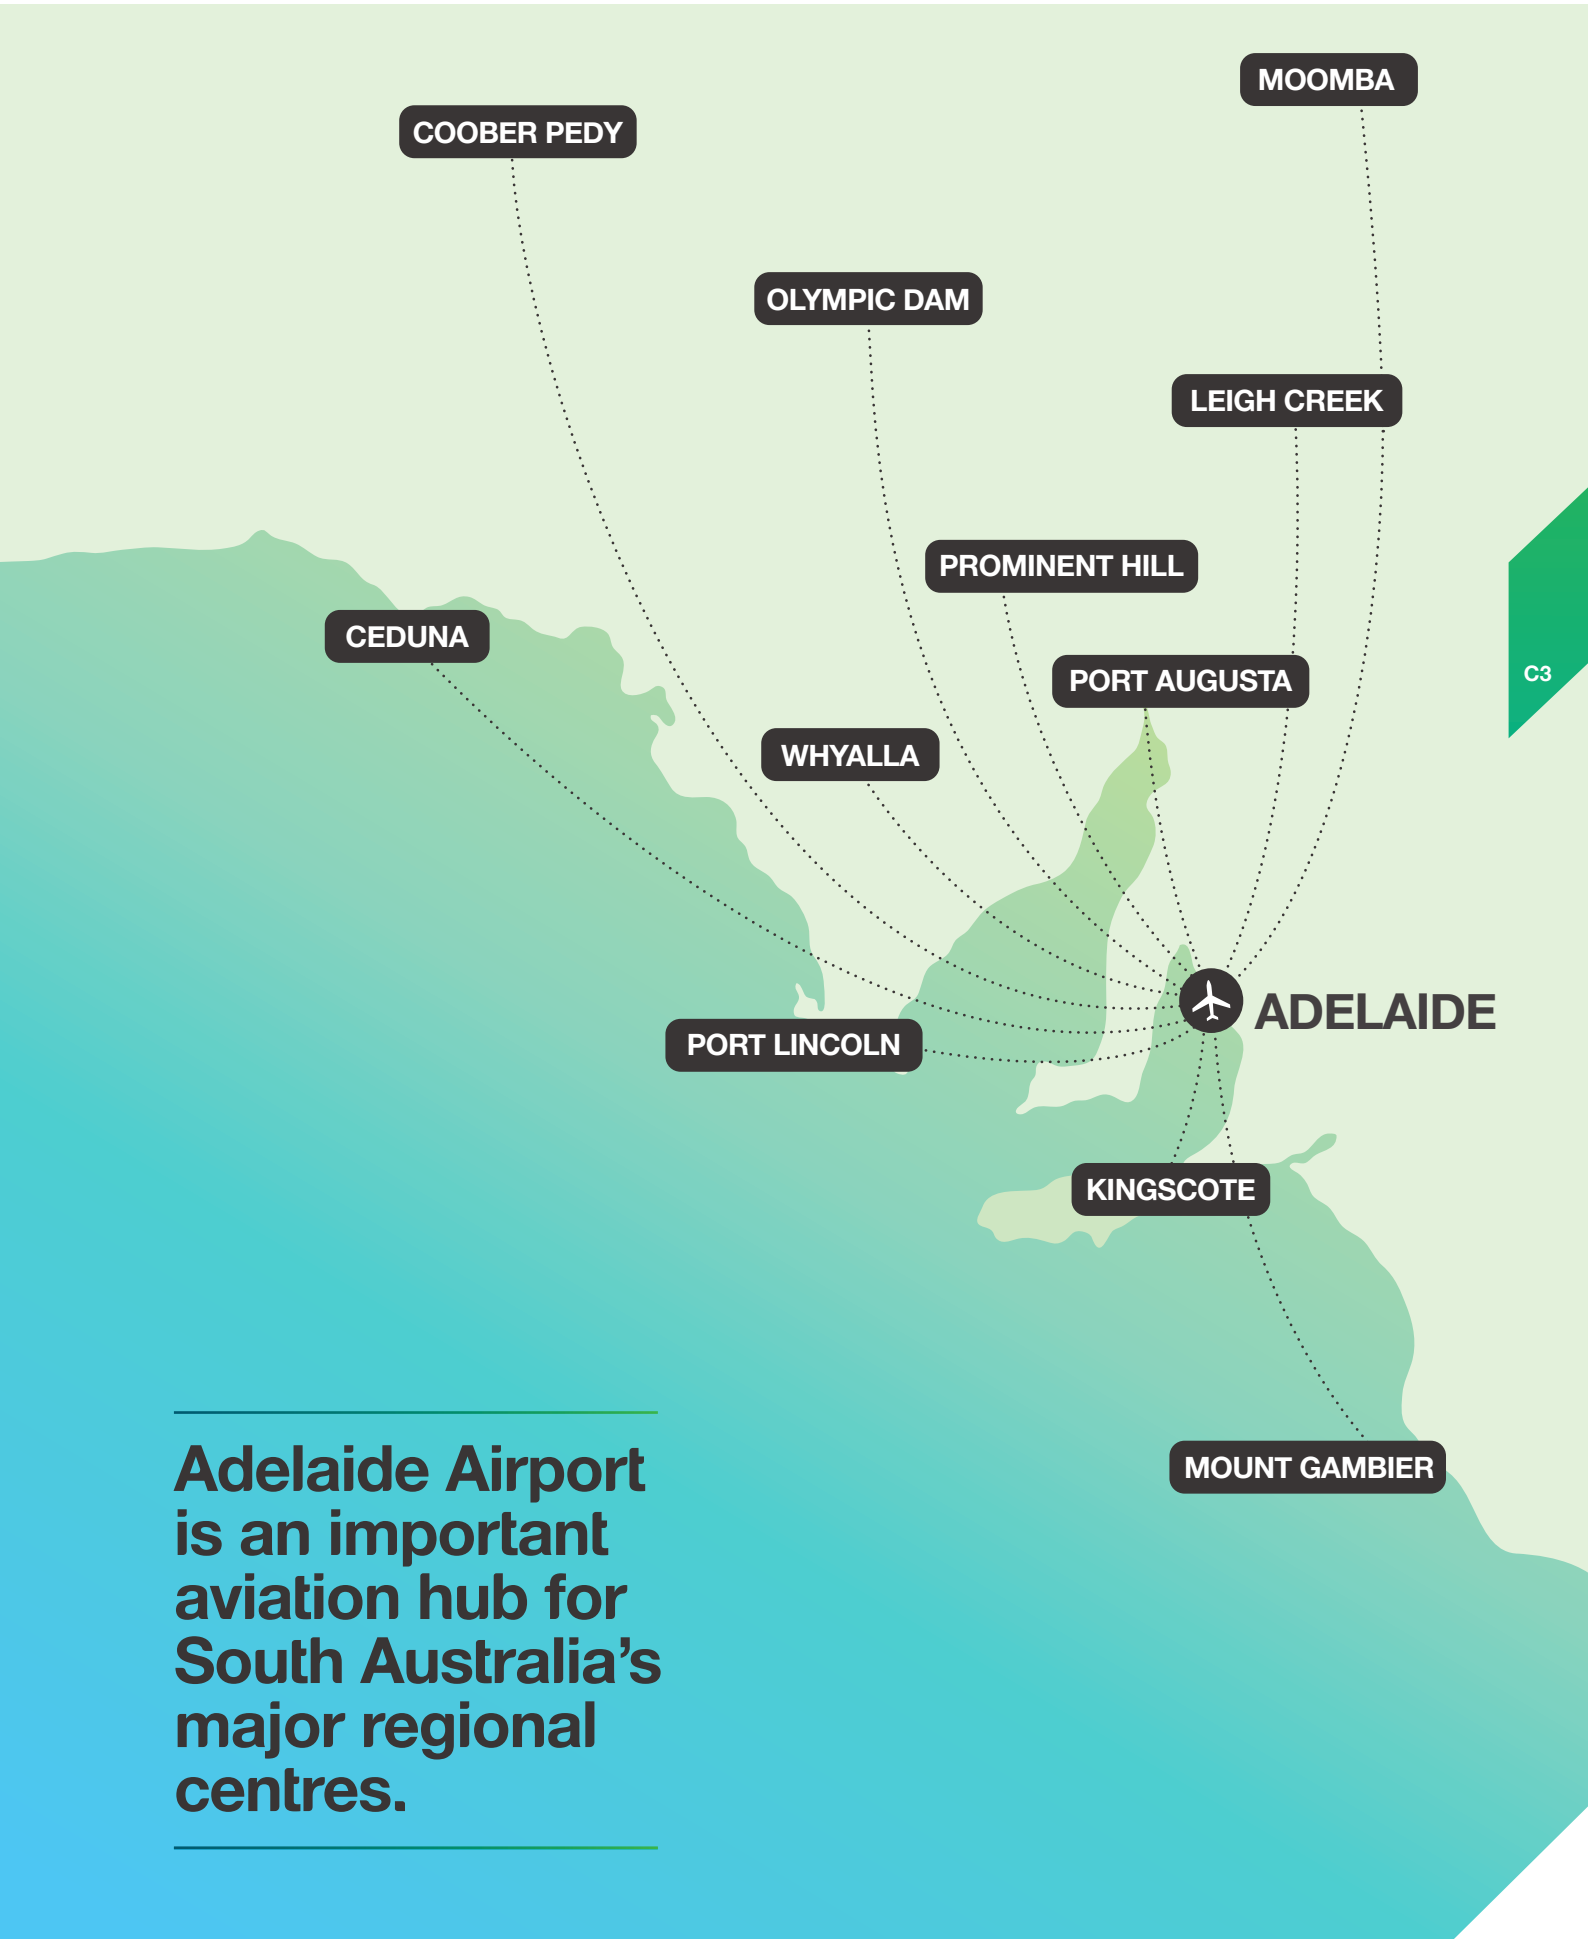 MOOMBA
COOBER PEDY
OLYMPIC DAM
LEIGH CREEK
PROMINENT HILL
CEDUNA
PORT AUGUSTA
C3
WHYALLA
ADELAIDE
PORT LINCOLN
KINGSCOTE
MOUNT GAMBIER
Adelaide Airport
is an important
aviation hub for
South Australia’s
major regional
centres.